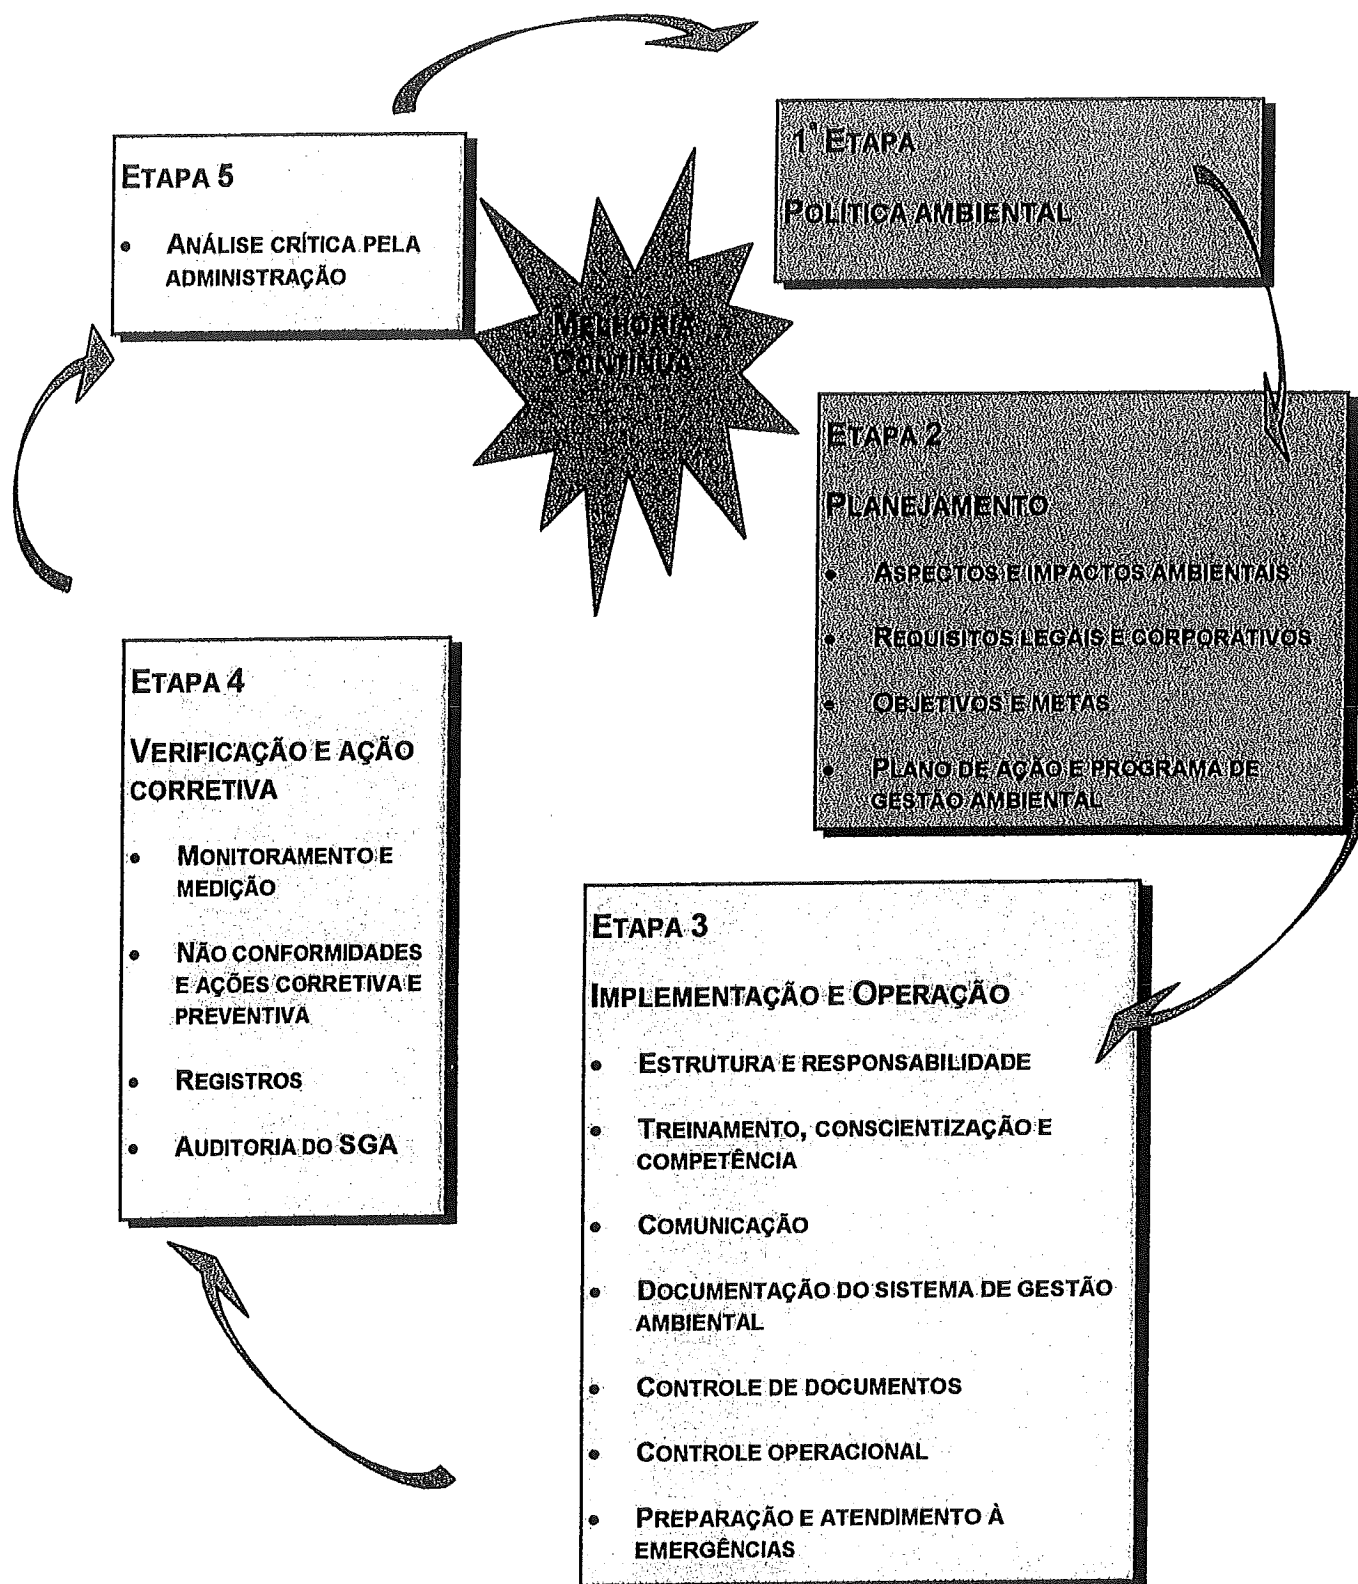 1ª ETAPA
POLÍTICA AMBIENTAL
ETAPA 2
PLANEJAMENTO
• ASPECTOS E IMPACTOS AMBIENTAIS
• REQUISITOS LEGAIS E CORPORATIVOS
• OBJETIVOS E METAS
• PLANO DE AÇÃO E PROGRAMA DE
GESTÃO AMBIENTAL
ETAPA 3
IMPLEMENTAÇÃO E OPERAÇÃO
• ESTRUTURA E RESPONSABILIDADE
• TREINAMENTO, CONSCIENTIZAÇÃO E
COMPETÊNCIA
• COMUNICAÇÃO
• DOCUMENTAÇÃO DO SISTEMA DE GESTÃO
AMBIENTAL
• CONTROLE DE DOCUMENTOS
• CONTROLE OPERACIONAL
• PREPARAÇÃO E ATENDIMENTO À
EMERGÊNCIAS
ETAPA 4
VERIFICAÇÃO E AÇÃO
CORRETIVA
• MONITORAMENTO E
MEDIÇÃO
• NÃO CONFORMIDADES
E AÇÕES CORRETIVA E
PREVENTIVA
• REGISTROS
• AUDITORIA DO SGA
ETAPA 5
• ANÁLISE CRÍTICA PELA
ADMINISTRAÇÃO
MELHORIA
CONTÍNUA